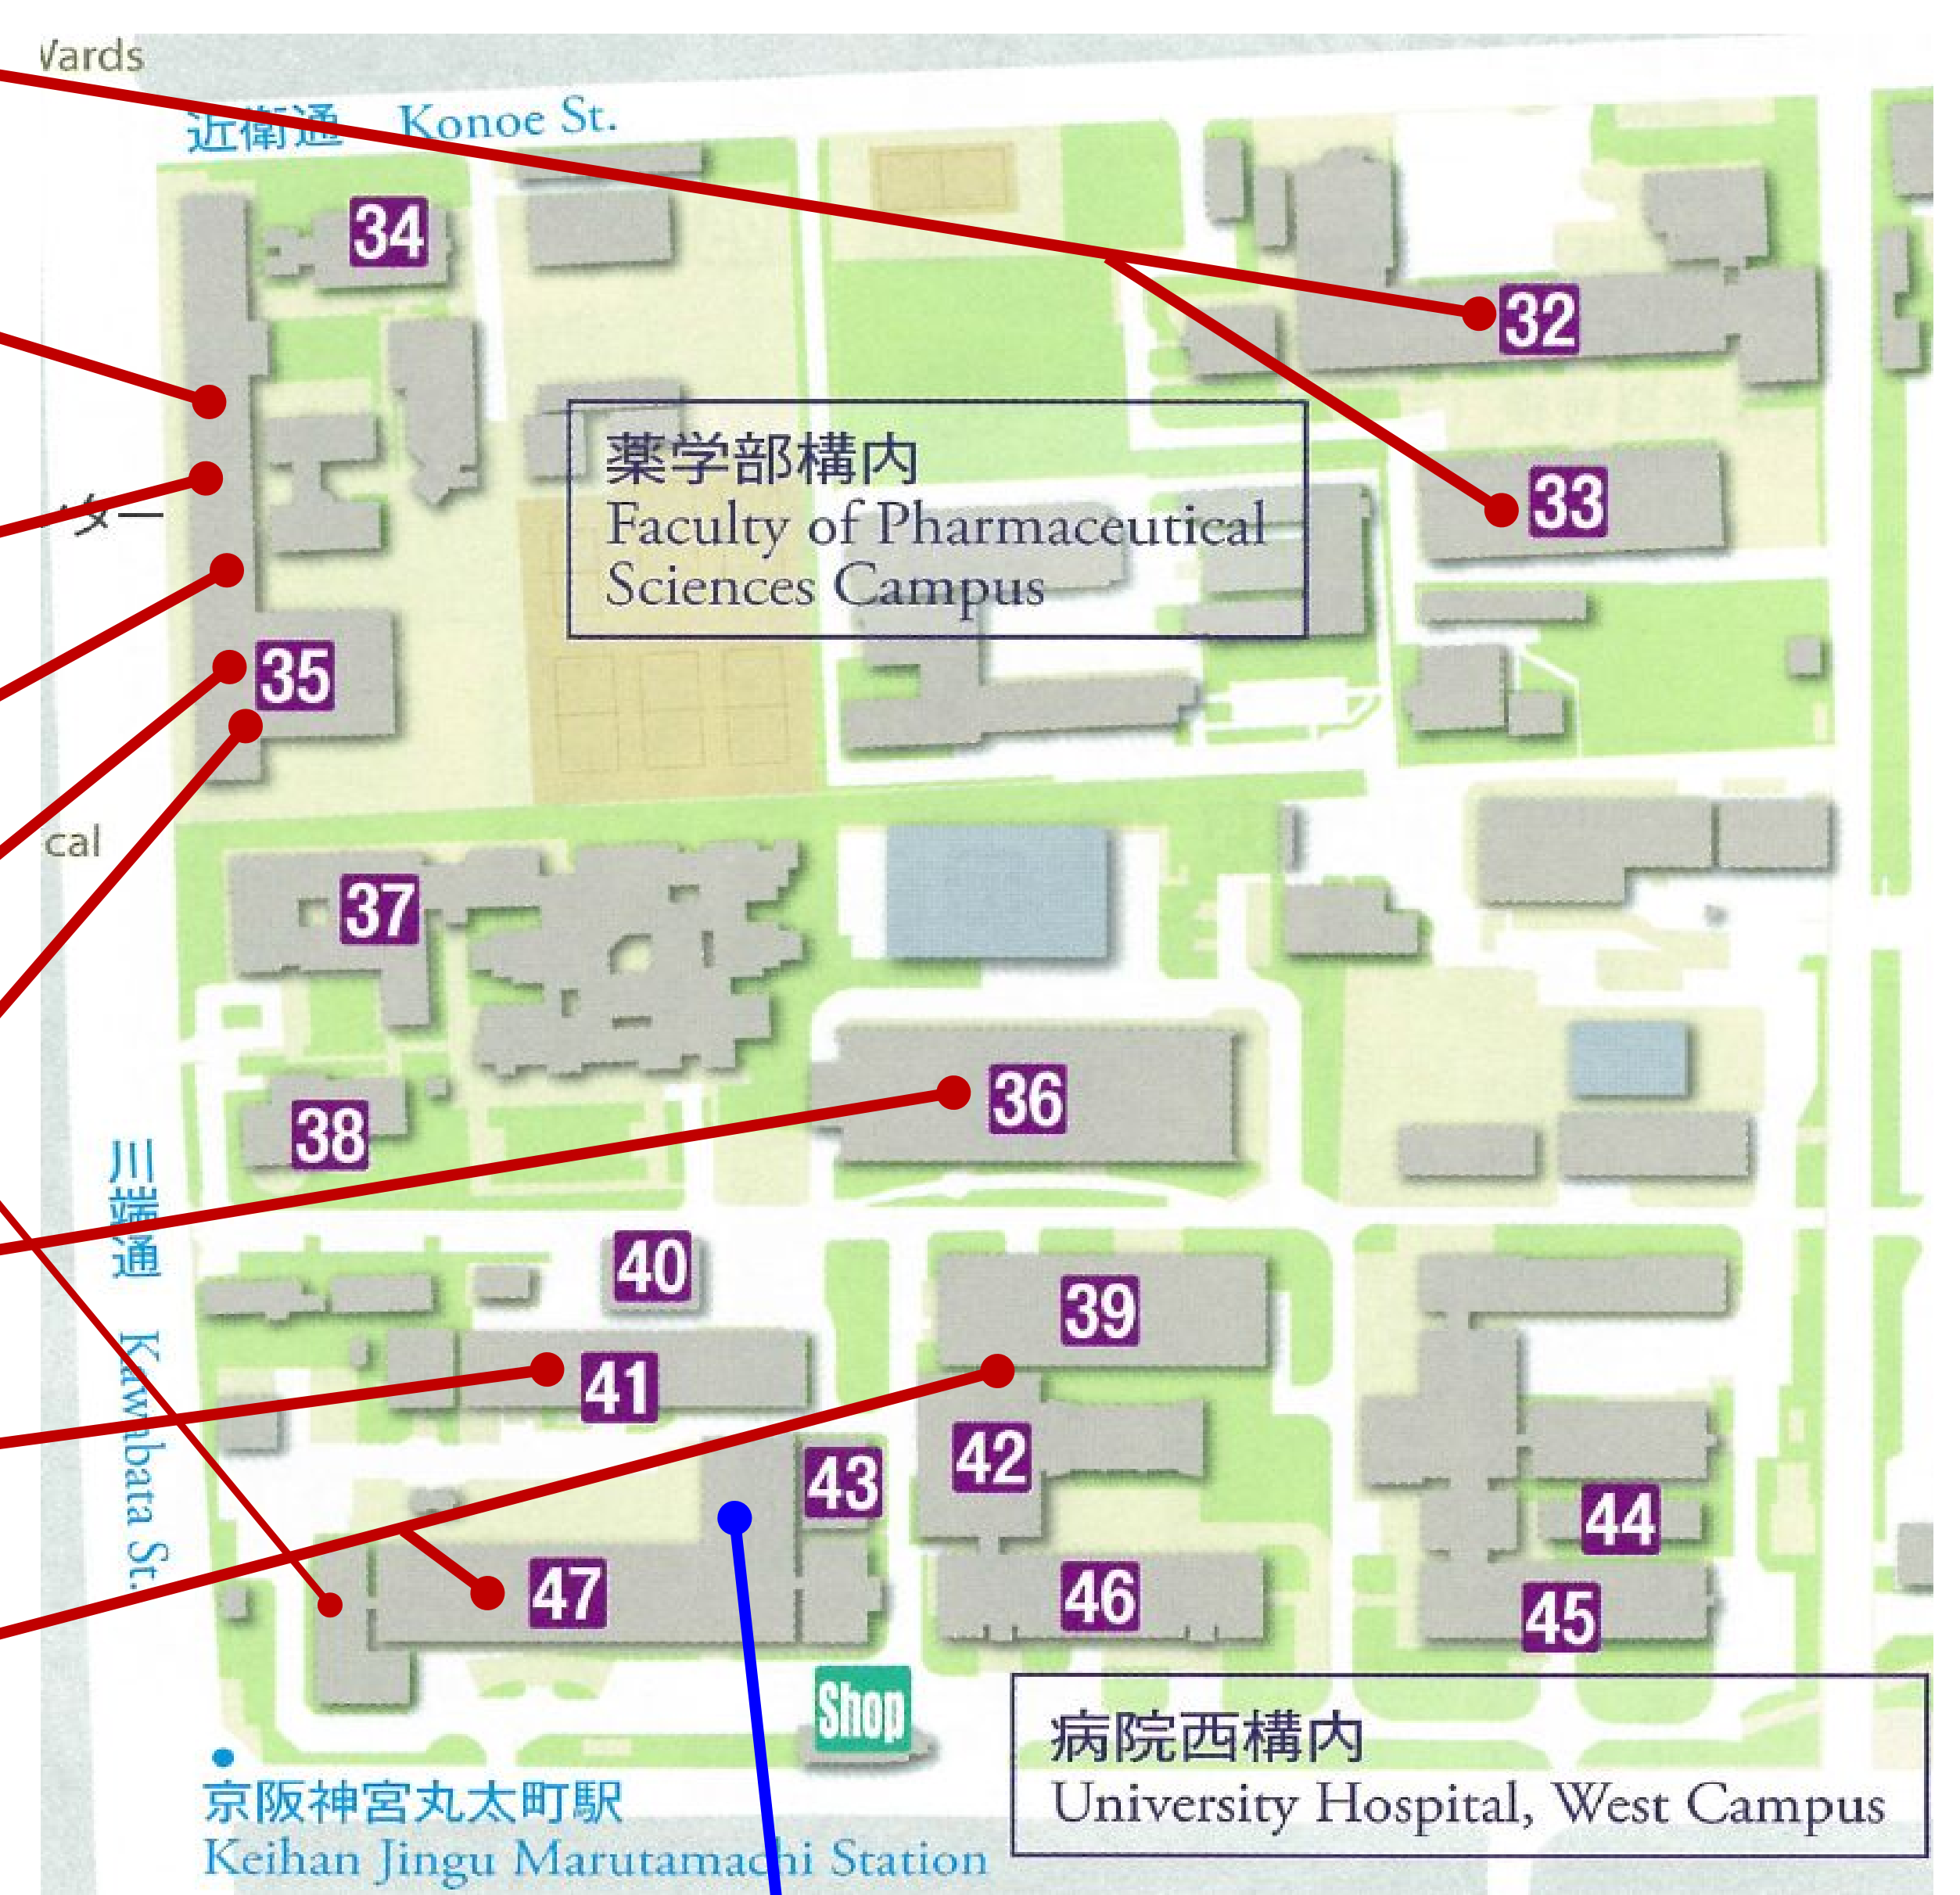 近衛通 Konoe St.
34
32
薬学部構内
Faculty of Pharmaceutical
Sciences Campus
33
35
cal
37
36
38
川端通 Kawabata St.
40
39
41
42
43
44
47
46
45
Shop
病院西構内
University Hospital, West Campus
京阪神宮丸太町駅
Keihan Jingu Marutamachi Station